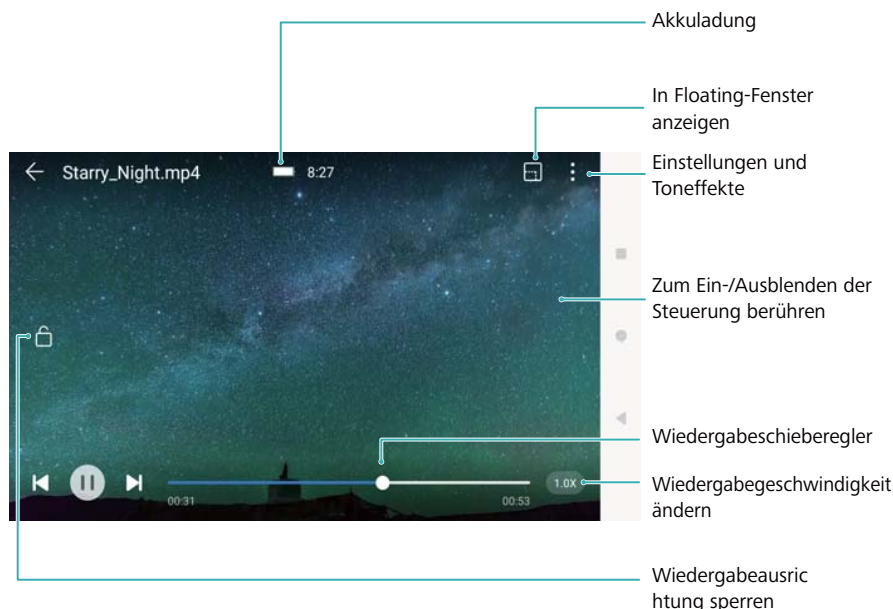 Akkuladung
In Floating-Fenster
anzeigen
Einstellungen und
Toneffekte
Starry_Night.mp4
8:27
Zum Ein-/Ausblenden der
Steuerung berühren
Wiedergabeschieberegler
1.0X
Wiedergabegeschwindigkeit
ändern
00:31
00:53
Wiedergabeausric
htung sperren